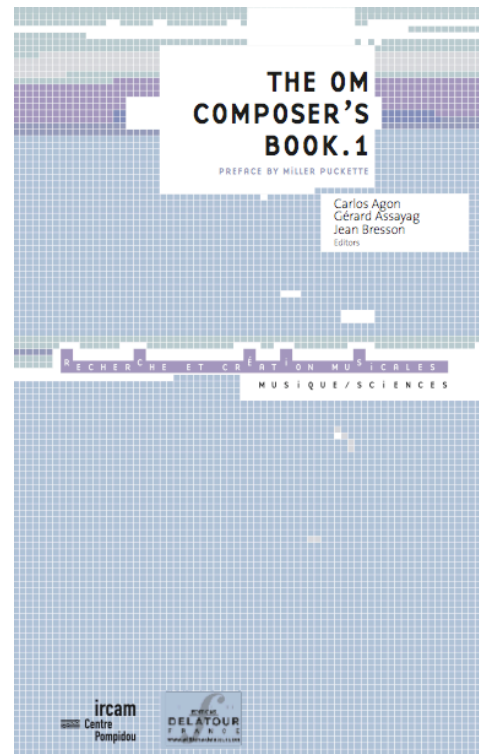 THE OM
COMPOSER'S
BOOK.1
PREFACE BY MiLLER PUCKETTE
Carlos Agon
Gérard Assayag
Jean Bresson
Editors
RECHERCHE ET CRÉATiON MUSiCALES
MUSiQUE/SCiENCES
ircam
Centre
Pompidou
DELATOUR
FRANCE